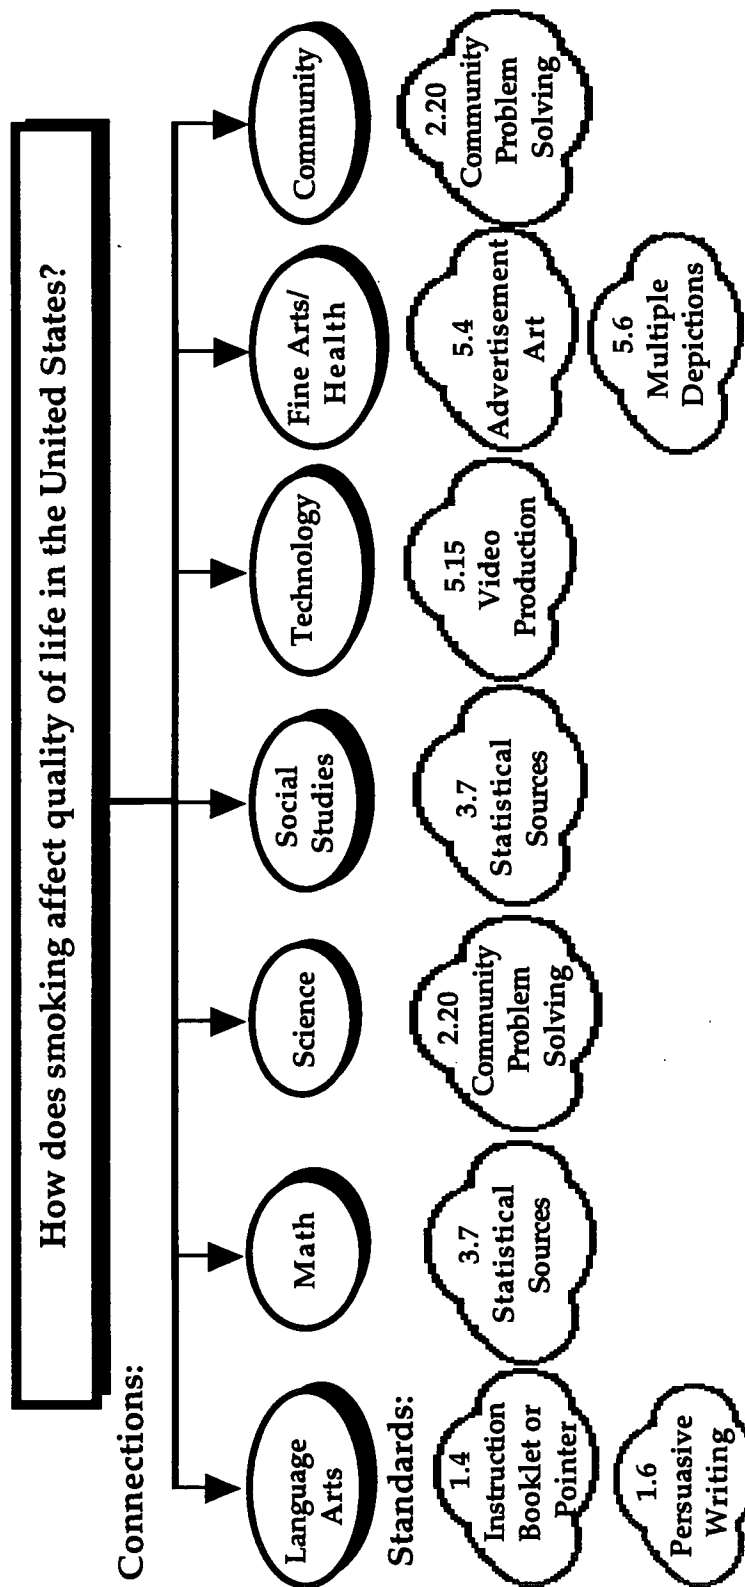 How does smoking affect quality of life in the United States?
Connections:
Language
Arts
Math
Science
Social
Studies
Technology
Fine Arts/
Health
Community
Standards:
1.4
Instruction
Booklet or
Pointer
3.7
Statistical
Sources
2.20
Community
Problem
Solving
3.7
Statistical
Sources
5.15
Video
Production
5.4
Advertisement
Art
2.20
Community
Problem
Solving
1.6
Persuasive
Writing
5.6
Multiple
Depictions